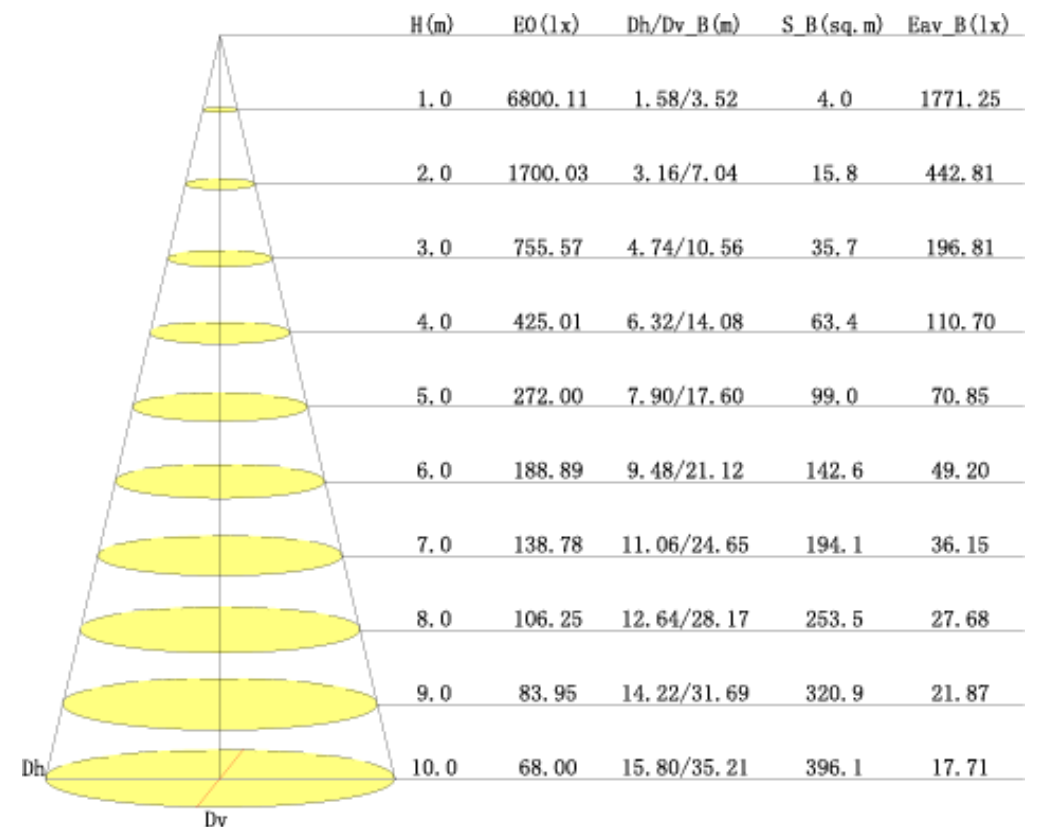 H(m) E0(lx) Dh/Dv_B(m) S_B(sq.m) Eav_B(lx)
1.0 6800.11 1.58/3.52 4.0 1771.25
2.0 1700.03 3.16/7.04 15.8 442.81
3.0 755.57 4.74/10.56 35.7 196.81
4.0 425.01 6.32/14.08 63.4 110.70
5.0 272.00 7.90/17.60 99.0 70.85
6.0 188.89 9.48/21.12 142.6 49.20
7.0 138.78 11.06/24.65 194.1 36.15
8.0 106.25 12.64/28.17 253.5 27.68
9.0 83.95 14.22/31.69 320.9 21.87
Dh 10.0 68.00 15.80/35.21 396.1 17.71
Dv